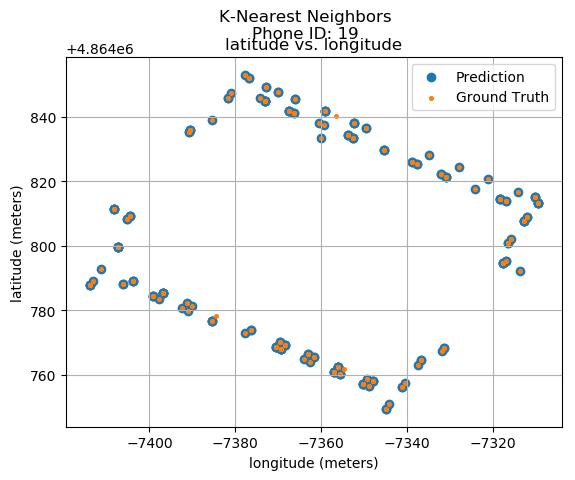 K-Nearest Neighbors
Phone ID: 19
latitude vs. longitude
+4.864e6
Prediction
Ground Truth
840
820
800
780
760
latitude (meters)
−7400
−7380
−7360
−7340
−7320
longitude (meters)